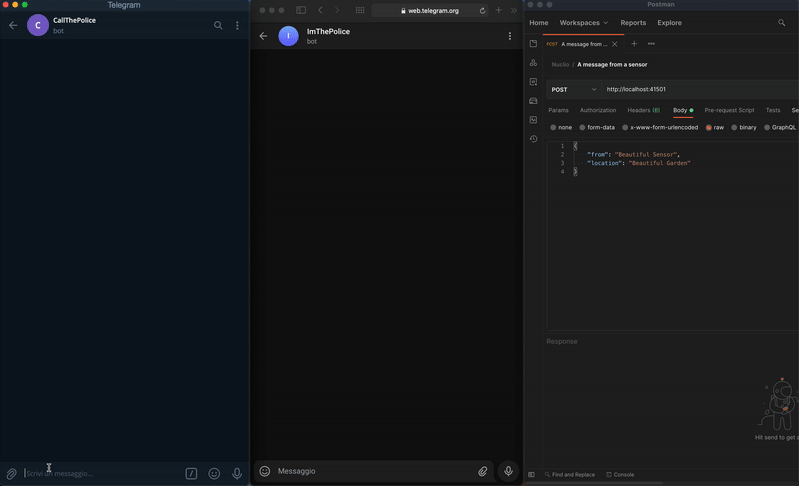 Telegram
C
CallThePolice
bot
Scrivi un messaggio...
web.telegram.org
I
ImThePolice
bot
Messaggio
Postman
Home Workspaces Reports Explore
POST A message from ...
Nuclio / A message from a sensor
POST http://localhost:41501
Params Authorization Headers (8) Body Pre-request Script Tests Se
none form-data x-www-form-urlencoded raw binary GraphQL
1 {
2 "from": "Beautiful Sensor",
3 "location": "Beautiful Garden"
4 }
Response
Hit send to get a
Find and Replace Console